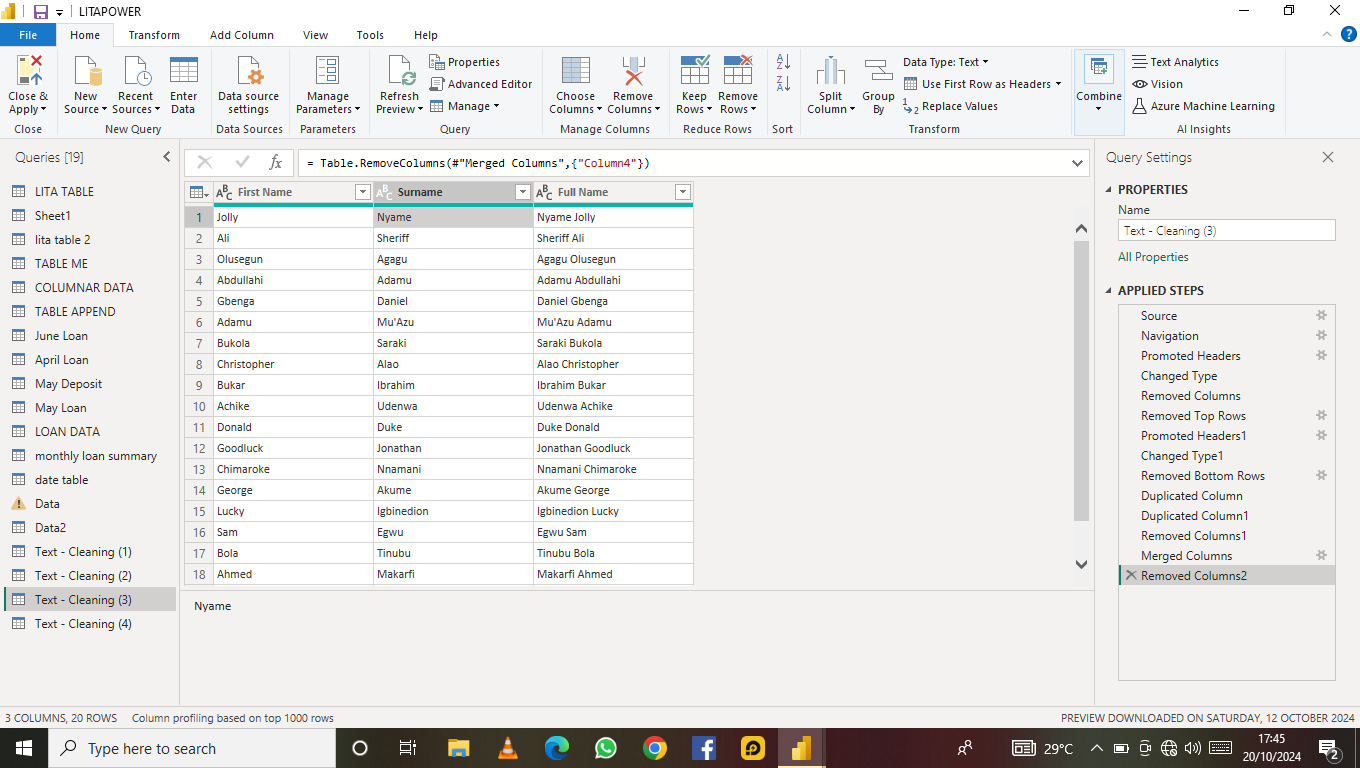 LITAPOWER
File Home Transform Add Column View Tools Help
Close & Apply
Close
New Source
Recent Sources
Enter Data
New Query
Data source settings
Data Sources
Manage Parameters
Parameters
Refresh Preview
Properties
Advanced Editor
Manage
Query
Choose Columns
Remove Columns
Manage Columns
Keep Rows
Remove Rows
Reduce Rows
Sort
Split Column
Group By
Data Type: Text
Use First Row as Headers
Replace Values
Transform
Combine
Text Analytics
Vision
Azure Machine Learning
AI Insights
Queries [19]
LITA TABLE
Sheet1
lita table 2
TABLE ME
COLUMNAR DATA
TABLE APPEND
June Loan
April Loan
May Deposit
May Loan
LOAN DATA
monthly loan summary
date table
Data
Data2
Text - Cleaning (1)
Text - Cleaning (2)
Text - Cleaning (3)
Text - Cleaning (4)
fx = Table.RemoveColumns(#"Merged Columns",{"Column4"})
ABC First Name ABC Surname ABC Full Name
1 Jolly Nyame Nyame Jolly
2 Ali Sheriff Sheriff Ali
3 Olusegun Agagu Agagu Olusegun
4 Abdullahi Adamu Adamu Abdullahi
5 Gbenga Daniel Daniel Gbenga
6 Adamu Mu'Azu Mu'Azu Adamu
7 Bukola Saraki Saraki Bukola
8 Christopher Alao Alao Christopher
9 Bukar Ibrahim Ibrahim Bukar
10 Achike Udenwa Udenwa Achike
11 Donald Duke Duke Donald
12 Goodluck Jonathan Jonathan Goodluck
13 Chimaroke Nnamani Nnamani Chimaroke
14 George Akume Akume George
15 Lucky Igbinedion Igbinedion Lucky
16 Sam Egwu Egwu Sam
17 Bola Tinubu Tinubu Bola
18 Ahmed Makarfi Makarfi Ahmed
Nyame
Query Settings
PROPERTIES
Name
Text - Cleaning (3)
All Properties
APPLIED STEPS
Source
Navigation
Promoted Headers
Changed Type
Removed Columns
Removed Top Rows
Promoted Headers1
Changed Type1
Removed Bottom Rows
Duplicated Column
Duplicated Column1
Removed Columns1
Merged Columns
Removed Columns2
3 COLUMNS, 20 ROWS Column profiling based on top 1000 rows
PREVIEW DOWNLOADED ON SATURDAY, 12 OCTOBER 2024
Type here to search
29°C
17:45
20/10/2024
2